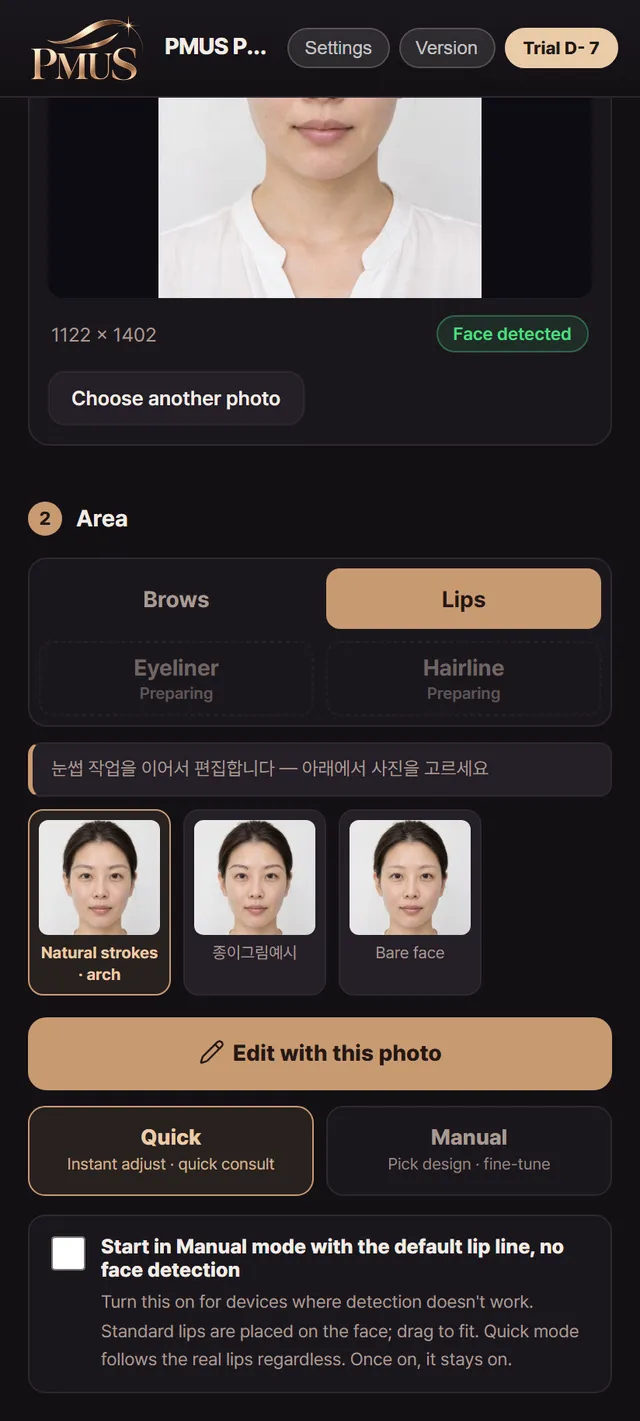 PMUS
PMUS P...
Settings
Version
Trial D- 7
1122 × 1402
Face detected
Choose another photo
2
Area
Brows
Lips
Eyeliner
Preparing
Hairline
Preparing
눈썹 작업을 이어서 편집합니다 — 아래에서 사진을 고르세요
Natural strokes
· arch
종이그림예시
Bare face
Edit with this photo
Quick
Instant adjust · quick consult
Manual
Pick design · fine-tune
Start in Manual mode with the default lip line, no
face detection
Turn this on for devices where detection doesn't work.
Standard lips are placed on the face; drag to fit. Quick mode
follows the real lips regardless. Once on, it stays on.